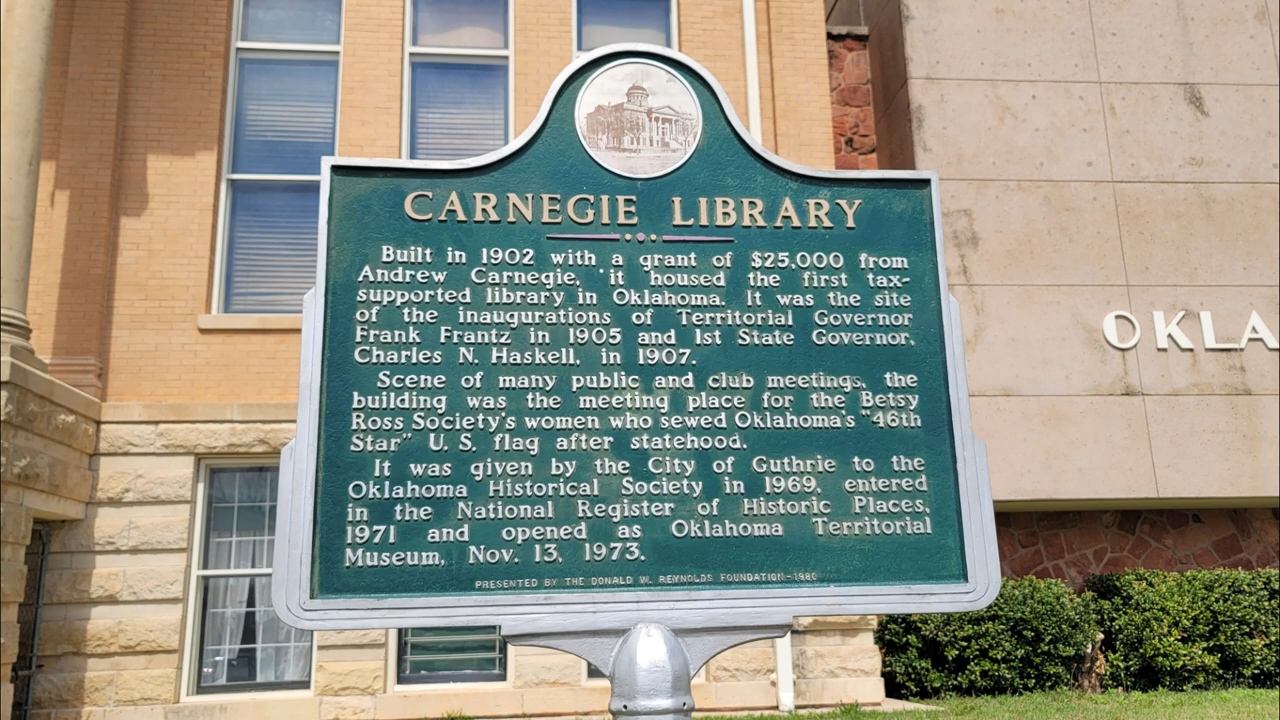 CARNEGIE LIBRARY
Built in 1902 with a grant of $25,000 from
Andrew Carnegie, it housed the first tax-
supported library in Oklahoma. It was the site
of the inaugurations of Territorial Governor
Frank Frantz in 1905 and 1st State Governor,
Charles N. Haskell, in 1907.
Scene of many public and club meetings, the
building was the meeting place for the Betsy
Ross Society's women who sewed Oklahoma's "46th
Star" U. S. flag after statehood.
It was given by the City of Guthrie to the
Oklahoma Historical Society in 1969, entered
in the National Register of Historic Places,
1971 and opened as Oklahoma Territorial
Museum, Nov. 13, 1973.
PRESENTED BY THE DONALD W. REYNOLDS FOUNDATION-1980
OKLA